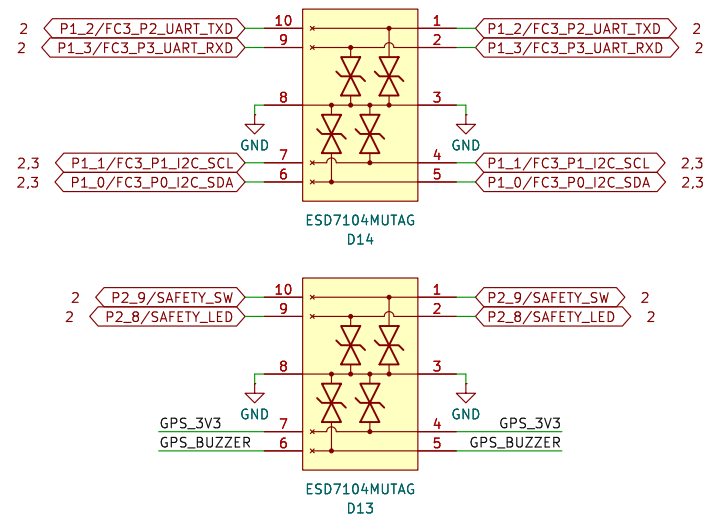 10 1
2 P1_2/FC3_P2_UART_TXD P1_2/FC3_P2_UART_TXD 2
9 2
2 P1_3/FC3_P3_UART_RXD P1_3/FC3_P3_UART_RXD 2
8 3
GND GND
7 4
2,3 P1_1/FC3_P1_I2C_SCL P1_1/FC3_P1_I2C_SCL 2,3
6 5
2,3 P1_0/FC3_P0_I2C_SDA P1_0/FC3_P0_I2C_SDA 2,3
ESD7104MUTAG
D14
10 1
2 P2_9/SAFETY_SW P2_9/SAFETY_SW 2
9 2
2 P2_8/SAFETY_LED P2_8/SAFETY_LED 2
8 3
GND GND
GPS_3V3 7 4 GPS_3V3
GPS_BUZZER 6 5 GPS_BUZZER
ESD7104MUTAG
D13